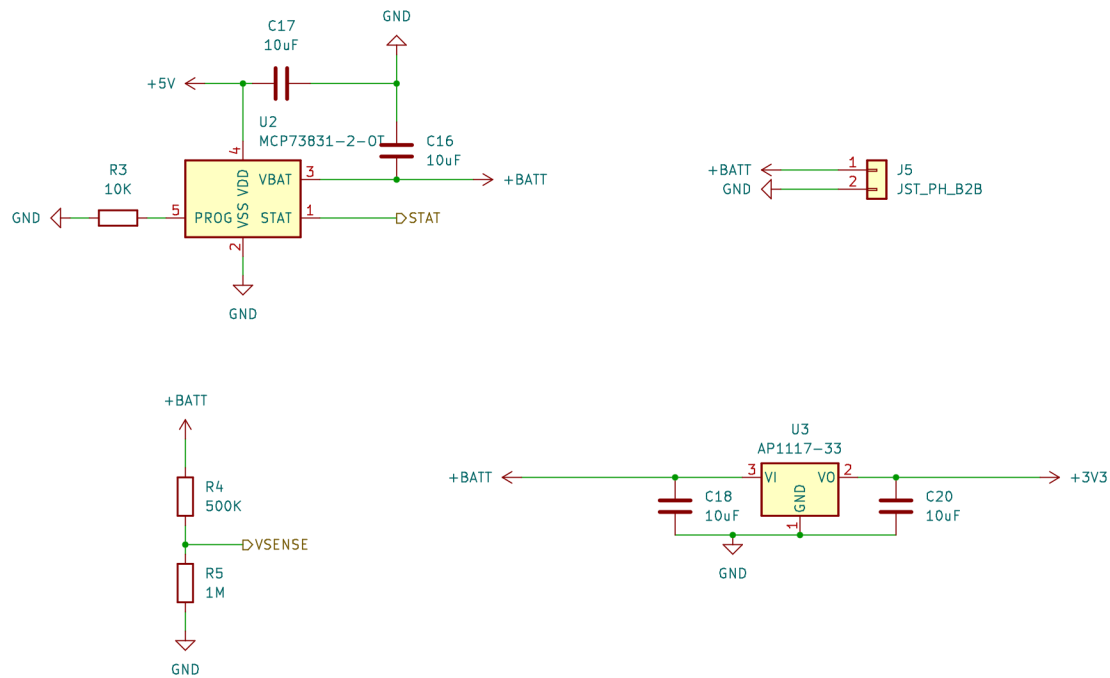 GND
C17
10uF
+5V
U2
MCP73831-2-OT
C16
10uF
R3
10K
GND
4
VDD
VBAT
3
+BATT
5
PROG
VSS
STAT
1
STAT
2
GND
+BATT
GND
1
2
J5
JST_PH_B2B
+BATT
R4
500K
VSENSE
R5
1M
GND
U3
AP1117-33
+BATT
3
VI
VO
2
+3V3
GND
1
C18
10uF
C20
10uF
GND